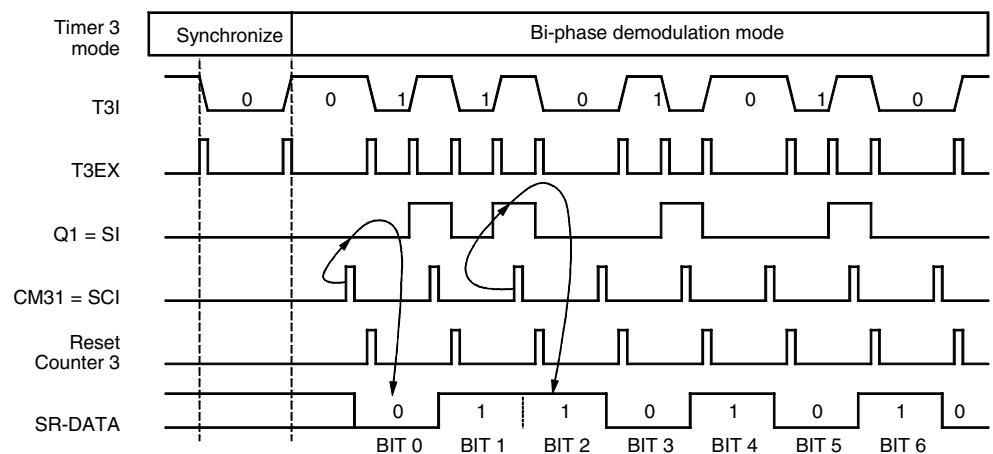 Timer 3
mode
Synchronize
Bi-phase demodulation mode
T3I
0 0 1 1 0 1 0 1 0
T3EX
Q1 = SI
CM31 = SCI
Reset
Counter 3
SR-DATA
0 1 1 0 1 0 1 0
BIT 0 BIT 1 BIT 2 BIT 3 BIT 4 BIT 5 BIT 6